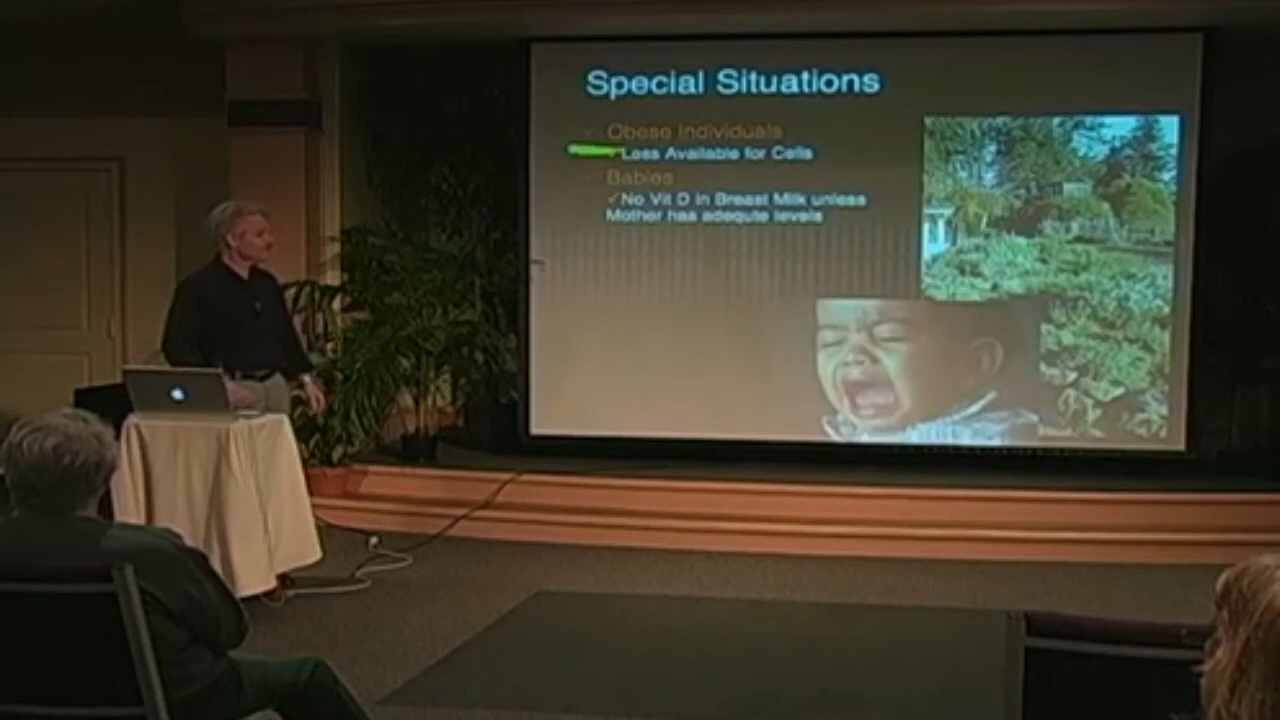 Special Situations
Obese Individuals
Less Available for Cells
Babies
✓No Vit D in Breast Milk unless
Mother has adequte levels